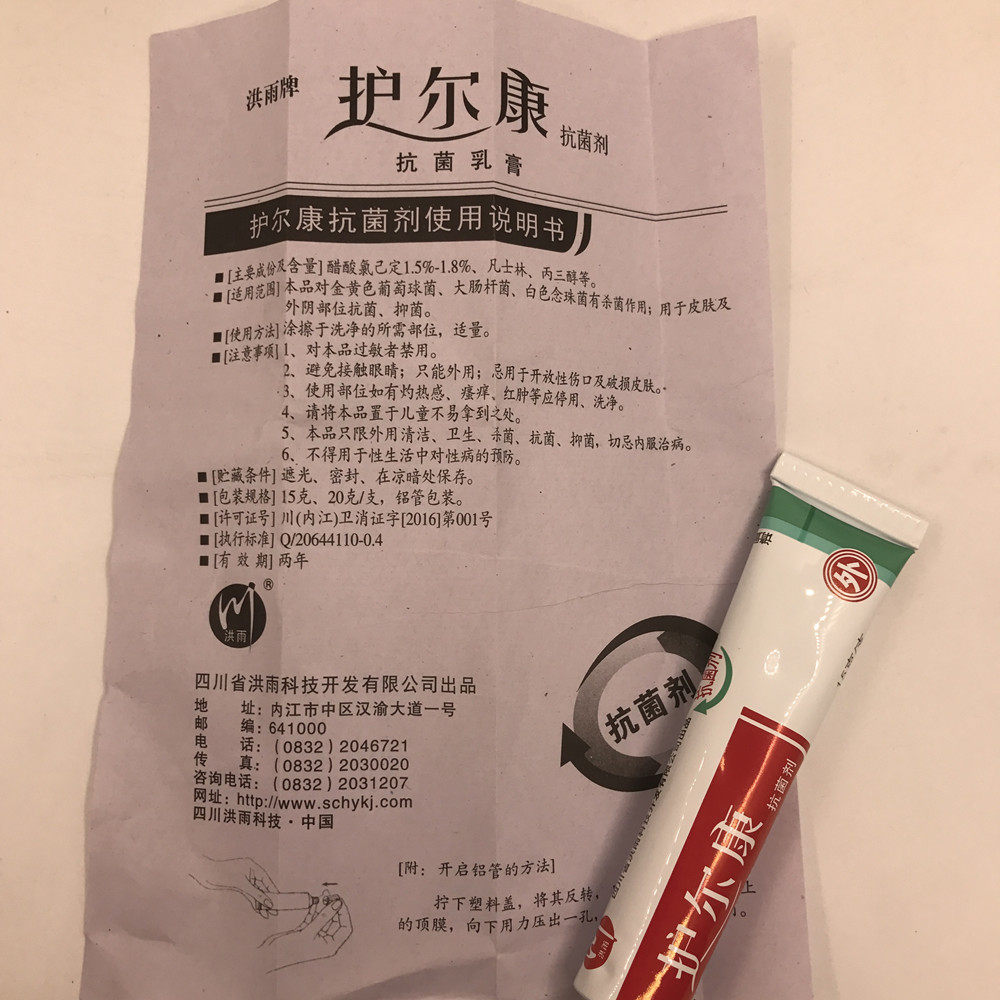 洪雨牌
护尔康
抗菌剂
抗菌乳膏
护尔康抗菌剂使用说明书
■ [主要成份及含量] 醋酸氯己定1.5%-1.8%、凡士林、丙三醇等。
■ [适用范围] 本品对金黄色葡萄球菌、大肠杆菌、白色念珠菌有杀菌作用；用于皮肤及
外阴部位抗菌、抑菌。
■ [使用方法] 涂擦于洗净的所需部位，适量。
■ [注意事项] 1、对本品过敏者禁用。
2、避免接触眼睛；只能外用；忌用于开放性伤口及破损皮肤。
3、使用部位如有灼热感、瘙痒、红肿等应停用、洗净。
4、请将本品置于儿童不易拿到之处。
5、本品只限外用清洁、卫生、杀菌、抗菌、抑菌，切忌内服治病。
6、不得用于性生活中对性病的预防。
■ [贮藏条件] 遮光、密封、在凉暗处保存。
■ [包装规格] 15克、20克/支，铝管包装。
■ [许可证号] 川(内江)卫消证字[2016]第001号
■ [执行标准] Q/20644110-0.4
■ [有 效 期] 两年
®
洪雨
四川省洪雨科技开发有限公司出品
地 址：内江市中区汉渝大道一号
邮 编：641000
电 话：(0832) 2046721
传 真：(0832) 2030020
咨询电话：(0832) 2031207
网址：http://www.schykj.com
四川洪雨科技·中国
抗菌剂
[附：开启铝管的方法]
拧下塑料盖，将其反转，
上
的顶膜，向下用力压出一孔，
外
抗菌剂
护尔康
抗菌剂
洪雨